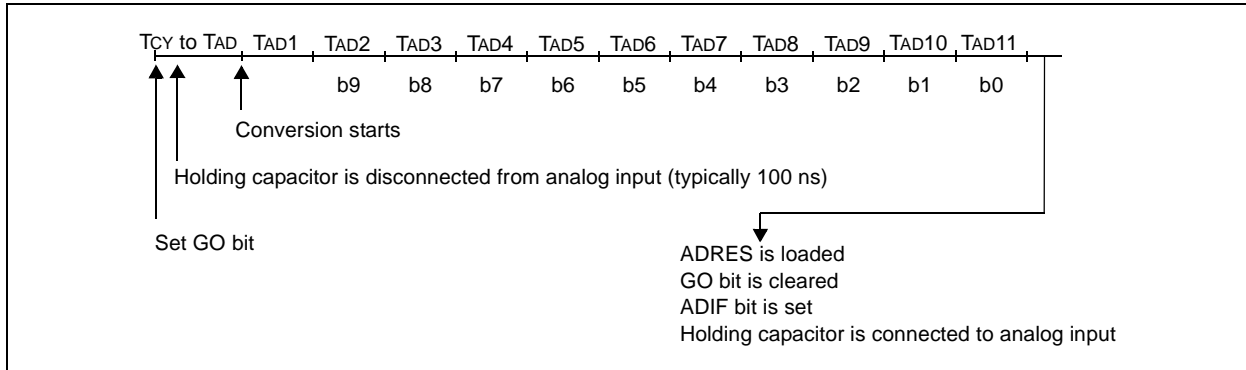 TCY to TAD TAD1 TAD2 TAD3 TAD4 TAD5 TAD6 TAD7 TAD8 TAD9 TAD10 TAD11
b9 b8 b7 b6 b5 b4 b3 b2 b1 b0
Conversion starts
Holding capacitor is disconnected from analog input (typically 100 ns)
Set GO bit
ADRES is loaded
GO bit is cleared
ADIF bit is set
Holding capacitor is connected to analog input